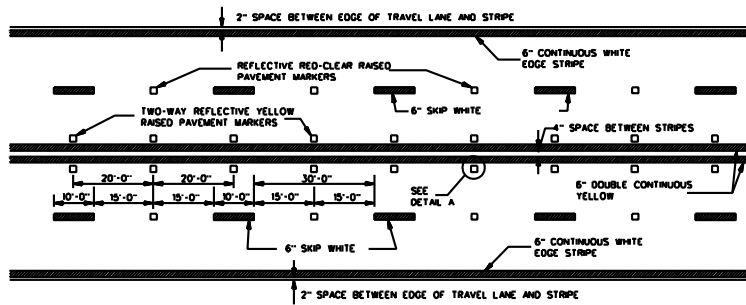 2" SPACE BETWEEN EDGE OF TRAVEL LANE AND STRIPE
6" CONTINUOUS WHITE
EDGE STRIPE
REFLECTIVE RED-CLEAR RAISED
PAVEMENT MARKERS
6" SKIP WHITE
TWO-WAY REFLECTIVE YELLOW
RAISED PAVEMENT MARKERS
4" SPACE BETWEEN STRIPES
20'-0" 20'-0" 30'-0"
10'-0" 15'-0" 15'-0" 10'-0" 15'-0" 15'-0"
SEE
DETAIL A
6" DOUBLE CONTINUOUS
YELLOW
6" SKIP WHITE
6" CONTINUOUS WHITE
EDGE STRIPE
2" SPACE BETWEEN EDGE OF TRAVEL LANE AND STRIPE